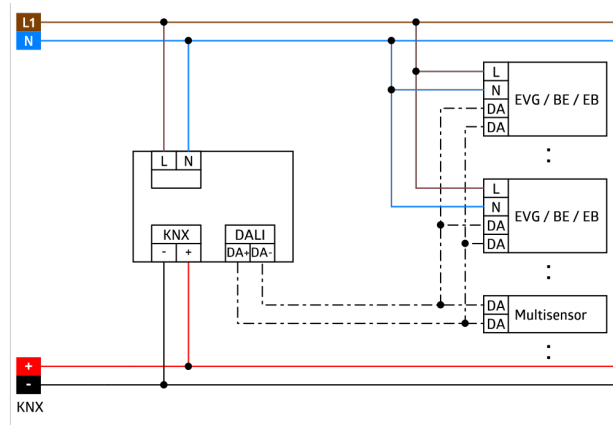 L1
N
L
N
EVG / BE / EB
DA
DA
:
L N
L
N
EVG / BE / EB
DA
DA
:
KNX DALI
- + DA+ DA-
DA
DA
Multisensor
:
+
-
KNX